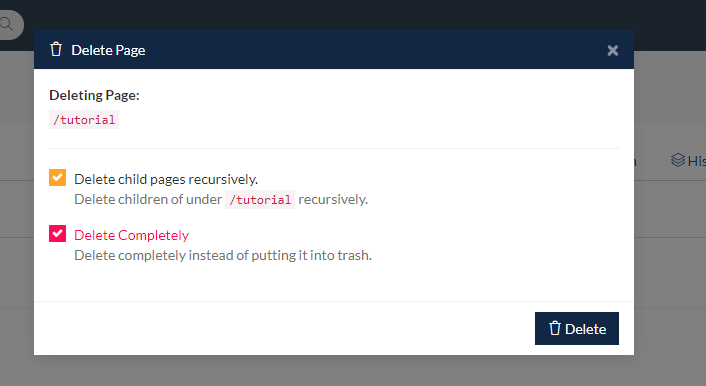 Delete Page
Deleting Page:
/tutorial
His
Delete child pages recursively.
Delete children of under /tutorial recursively.
Delete Completely
Delete completely instead of putting it into trash.
Delete